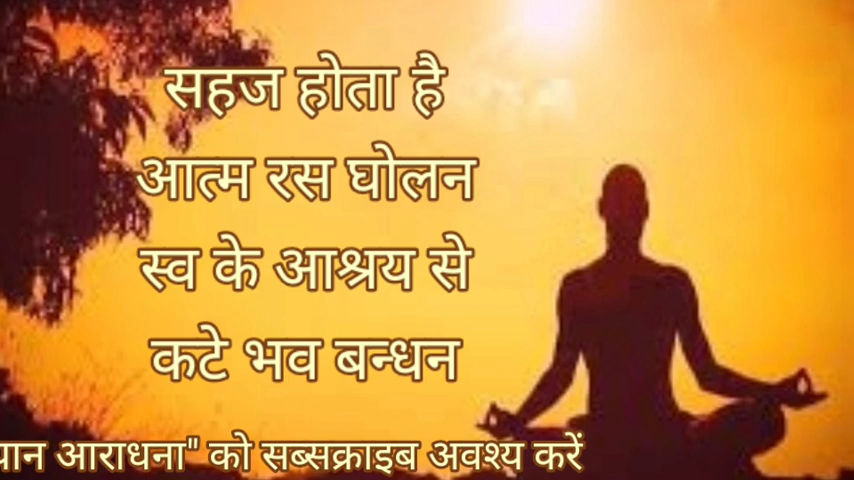 सहज होता है
आत्म रस घोलन
स्व के आश्रय से
कटे भव बन्धन
आराधना" को सब्सक्राइब अवश्य करें